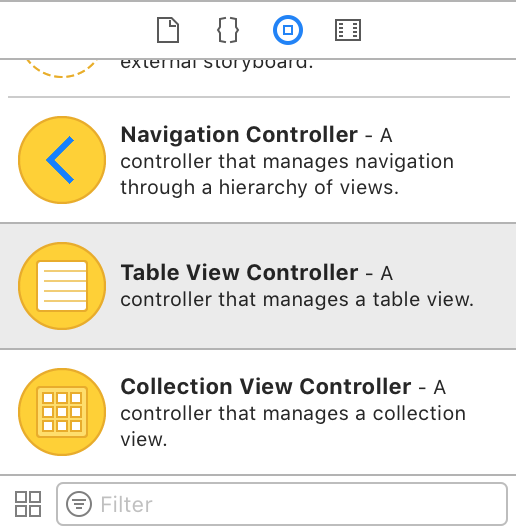 external storyboard.
Navigation Controller - A
controller that manages navigation
through a hierarchy of views.
Table View Controller - A
controller that manages a table view.
Collection View Controller - A
controller that manages a collection
view.
Filter